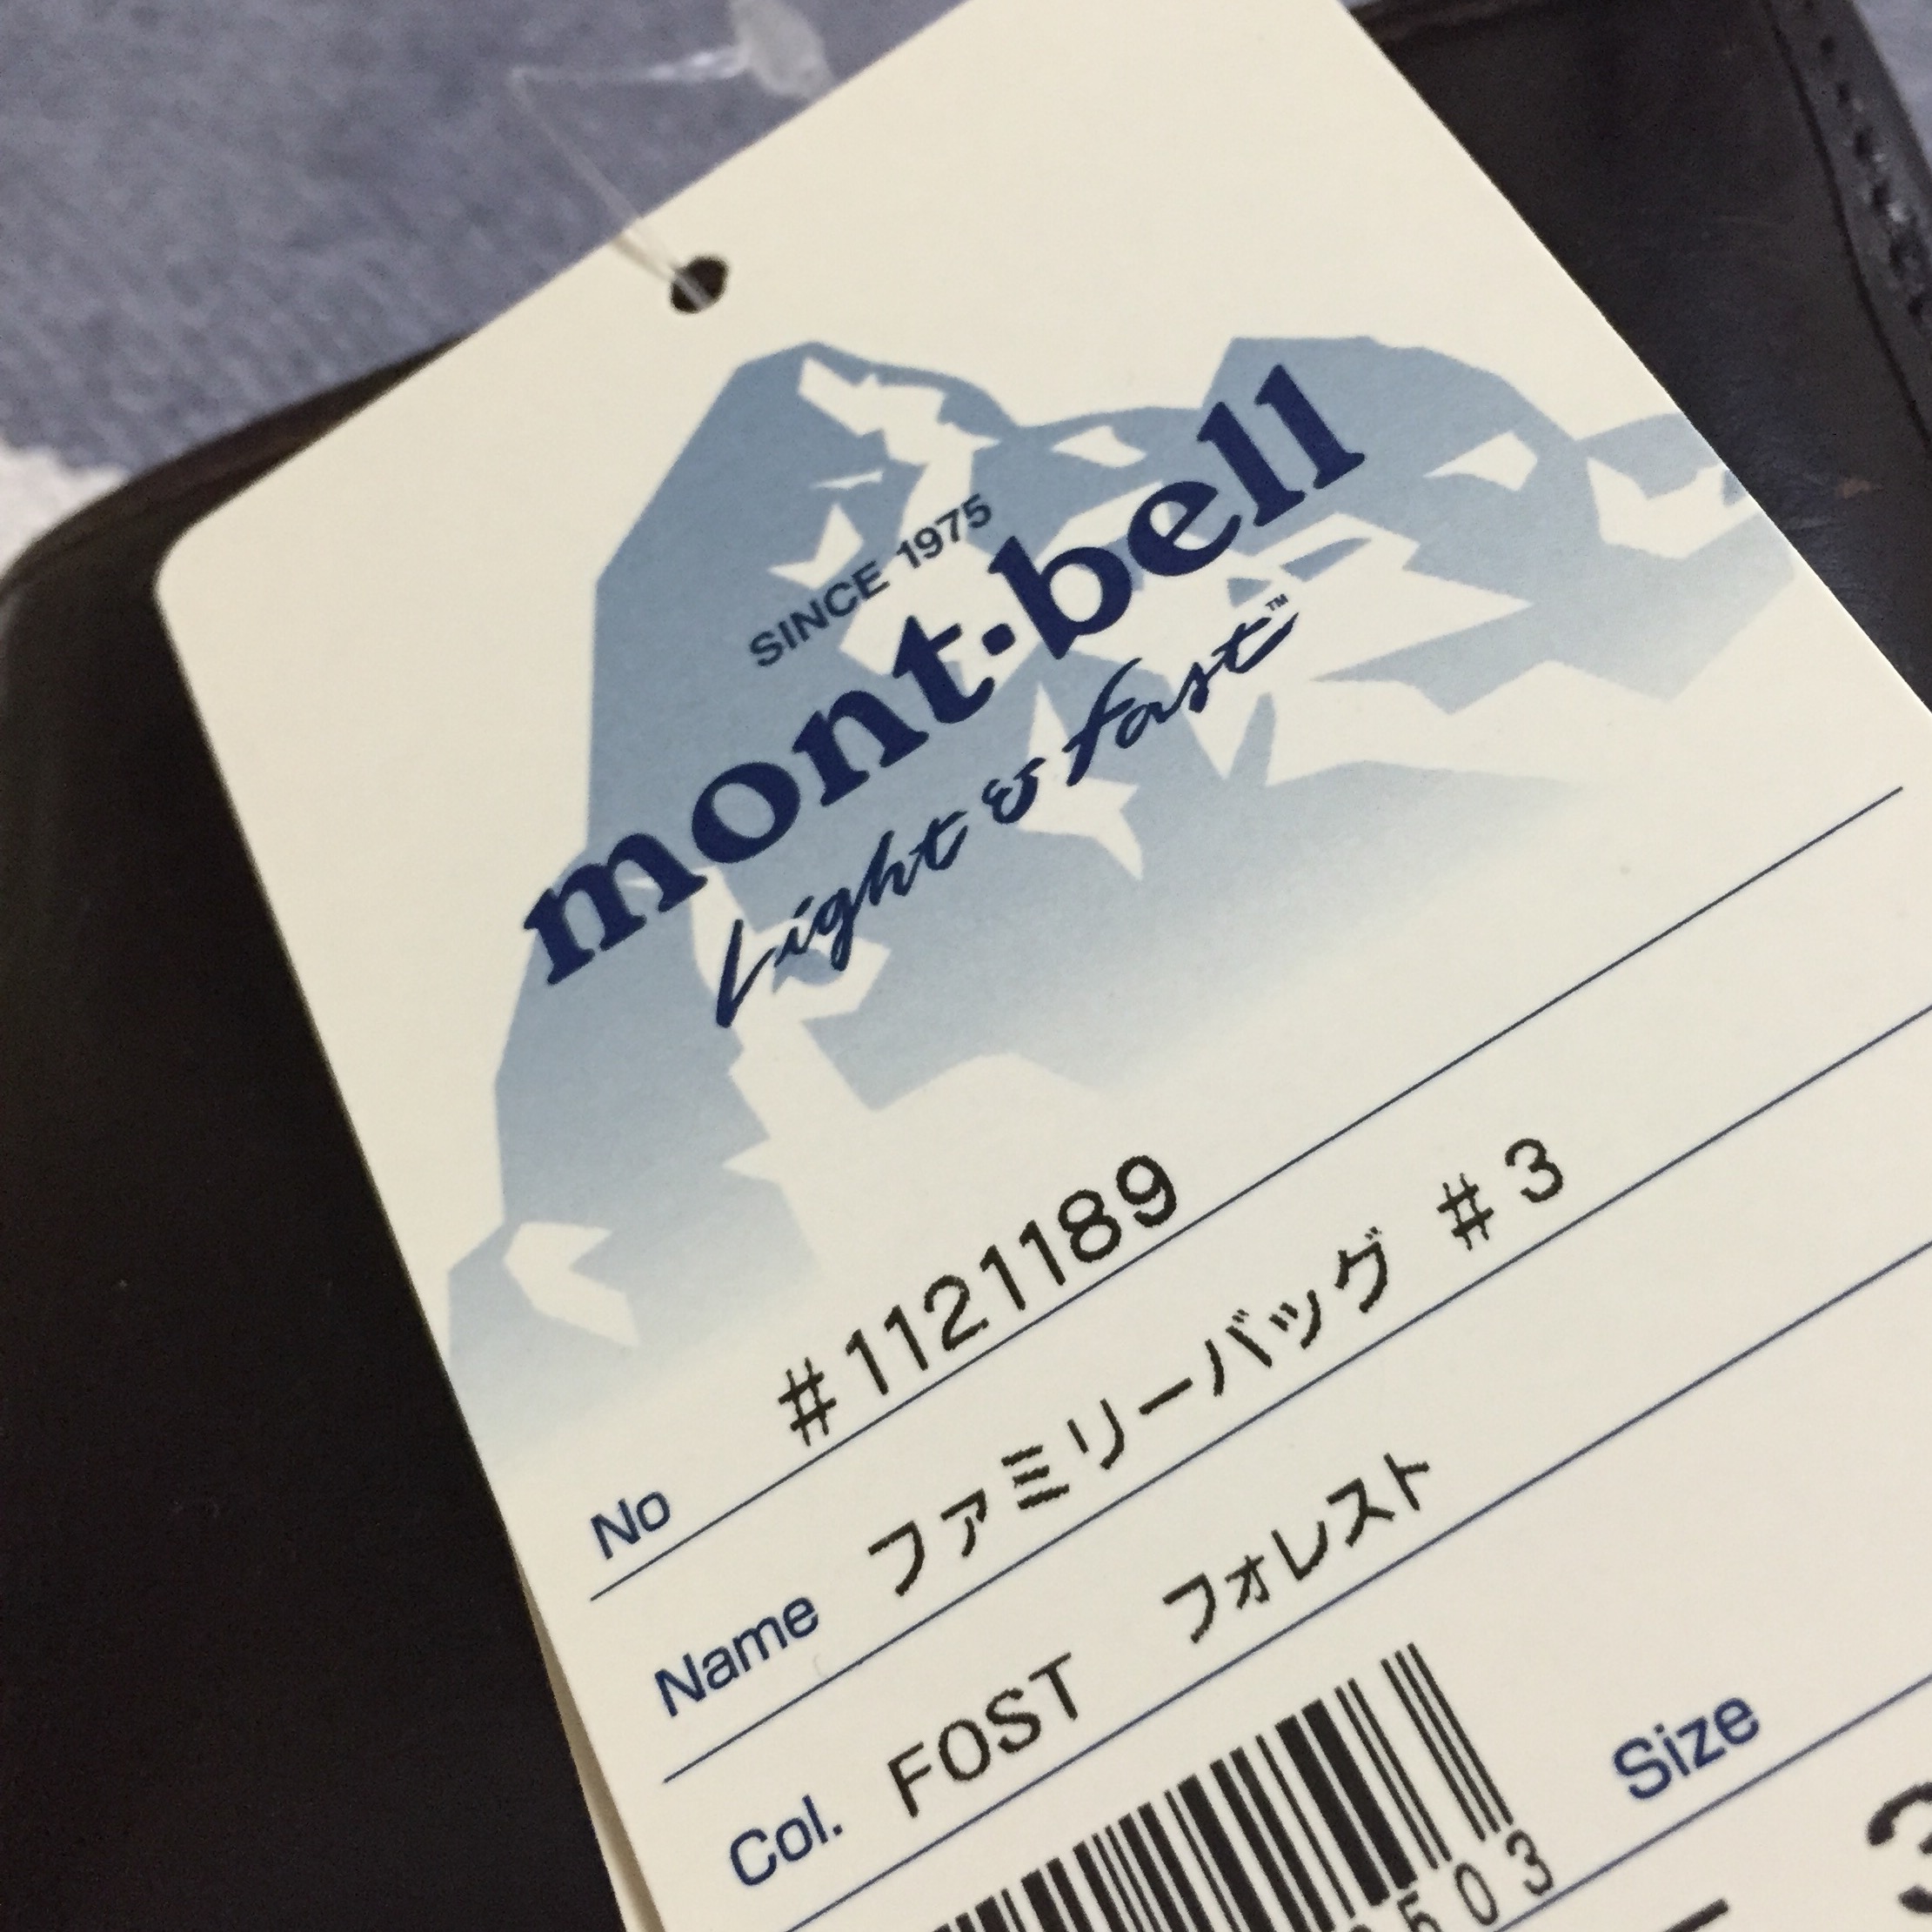 SINCE 1975
mont·bell
Light & Fast™
No #1121189
Name ファミリーバッグ #3
Col. FOST フォレスト
Size
503